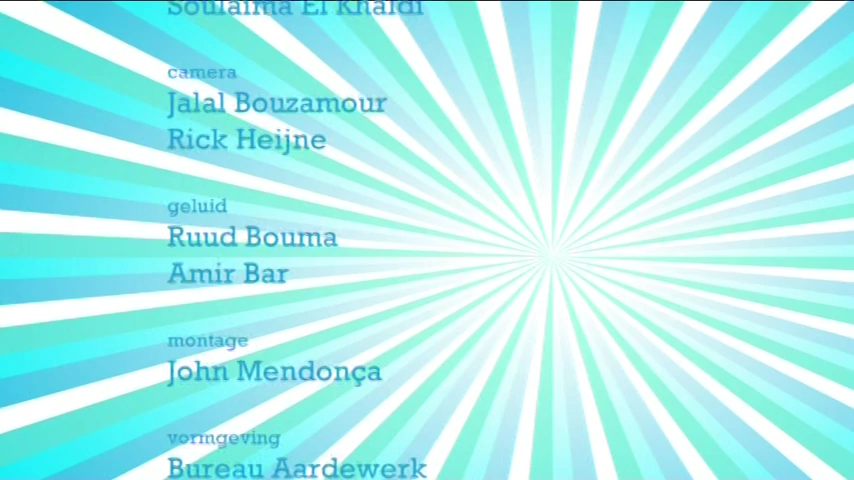 Soulaima El Khaldi
camera
Jalal Bouzamour
Rick Heijne
geluid
Ruud Bouma
Amir Bar
montage
John Mendonça
vormgeving
Bureau Aardewerk